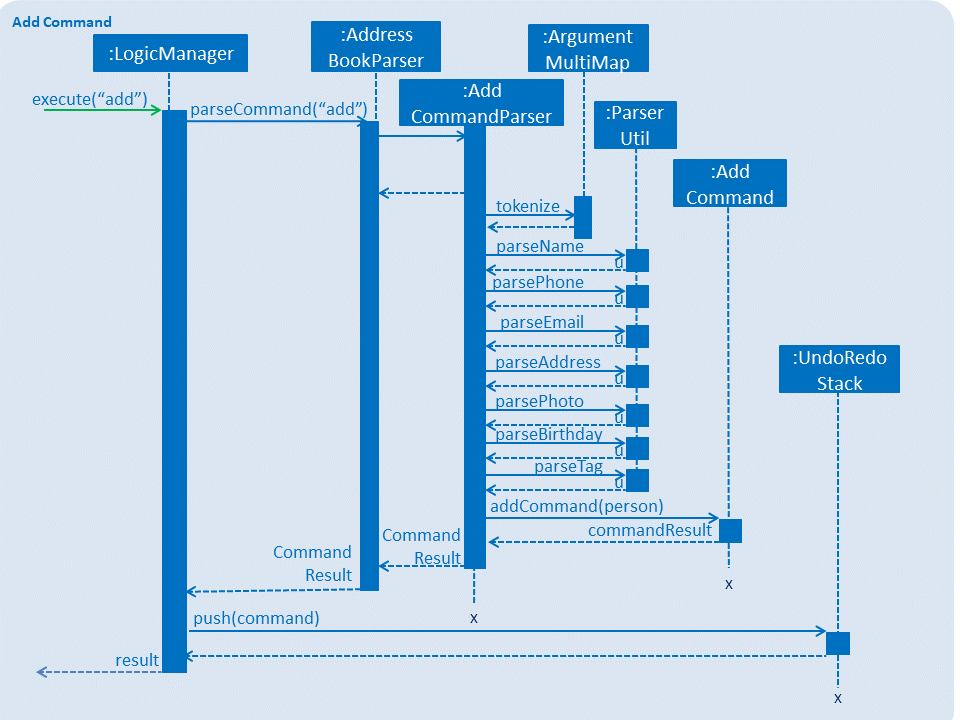 Add Command
:LogicManager
:Address
BookParser
:Argument
MultiMap
:Add
CommandParser
:Parser
Util
:Add
Command
:UndoRedo
Stack
execute(“add”)
parseCommand(“add”)
tokenize
parseName
u
parsePhone
u
parseEmail
u
parseAddress
u
parsePhoto
u
parseBirthday
u
parseTag
u
addCommand(person)
commandResult
Command
Result
Command
Result
x
x
push(command)
result
x